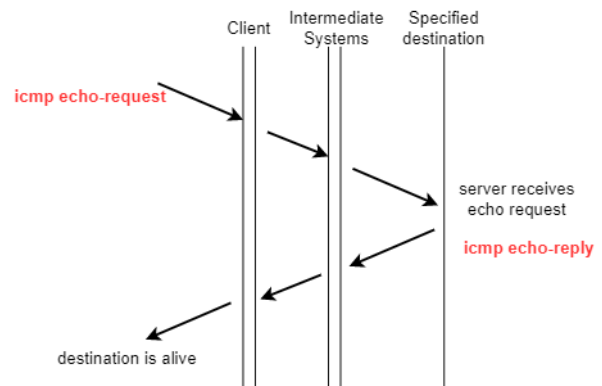 Client
Intermediate
Systems
Specified
destination
icmp echo-request
server receives
echo request
icmp echo-reply
destination is alive